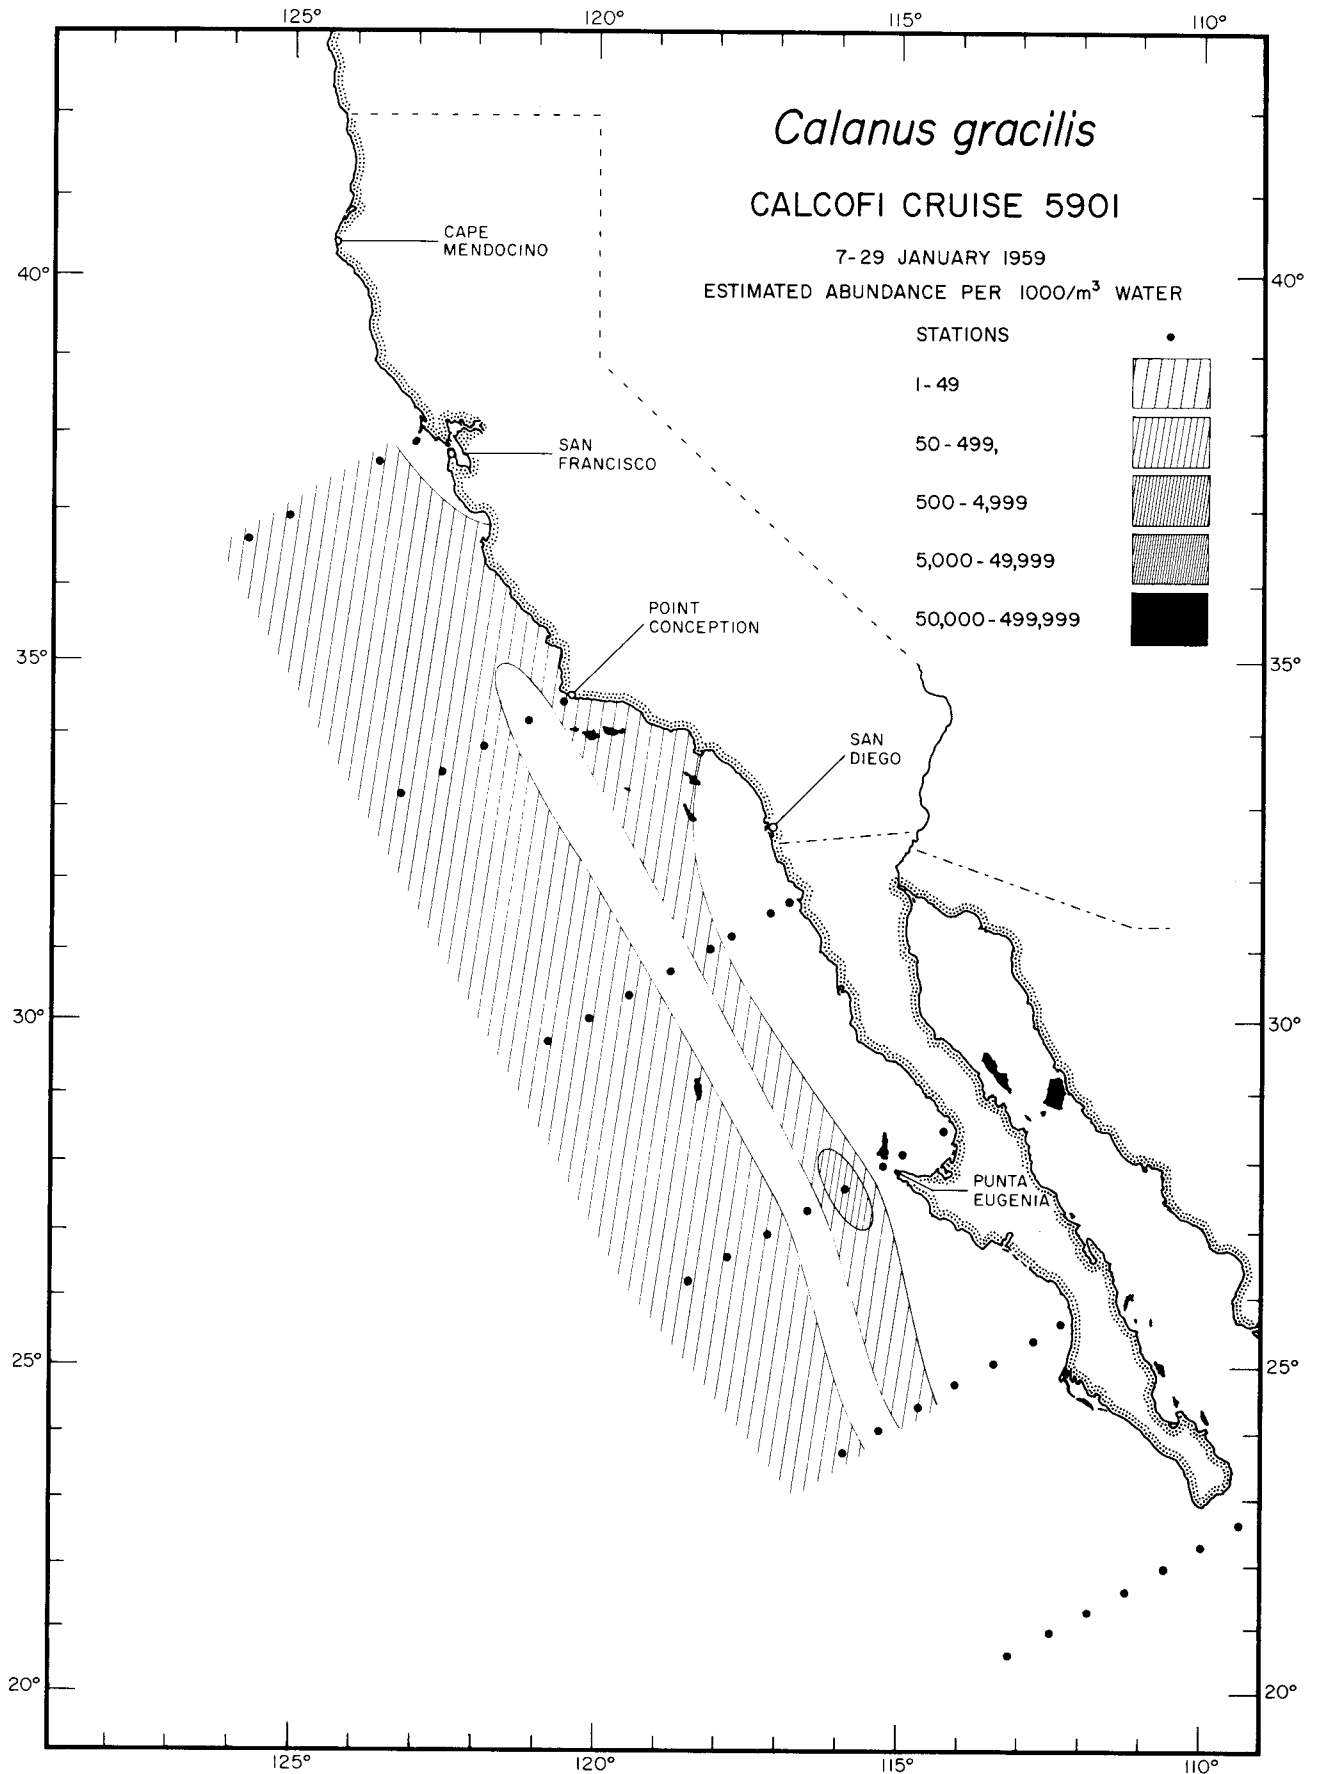 125° 120° 115° 110°
Calanus gracilis
CALCOFI CRUISE 5901
7-29 JANUARY 1959
ESTIMATED ABUNDANCE PER 1000/m³ WATER
STATIONS
1-49
50-499,
500-4,999
5,000-49,999
50,000-499,999
CAPE
MENDOCINO
40° 40°
SAN
FRANCISCO
POINT
CONCEPTION
35° 35°
SAN
DIEGO
30° 30°
PUNTA
EUGENIA
25° 25°
20° 20°
125° 120° 115° 110°